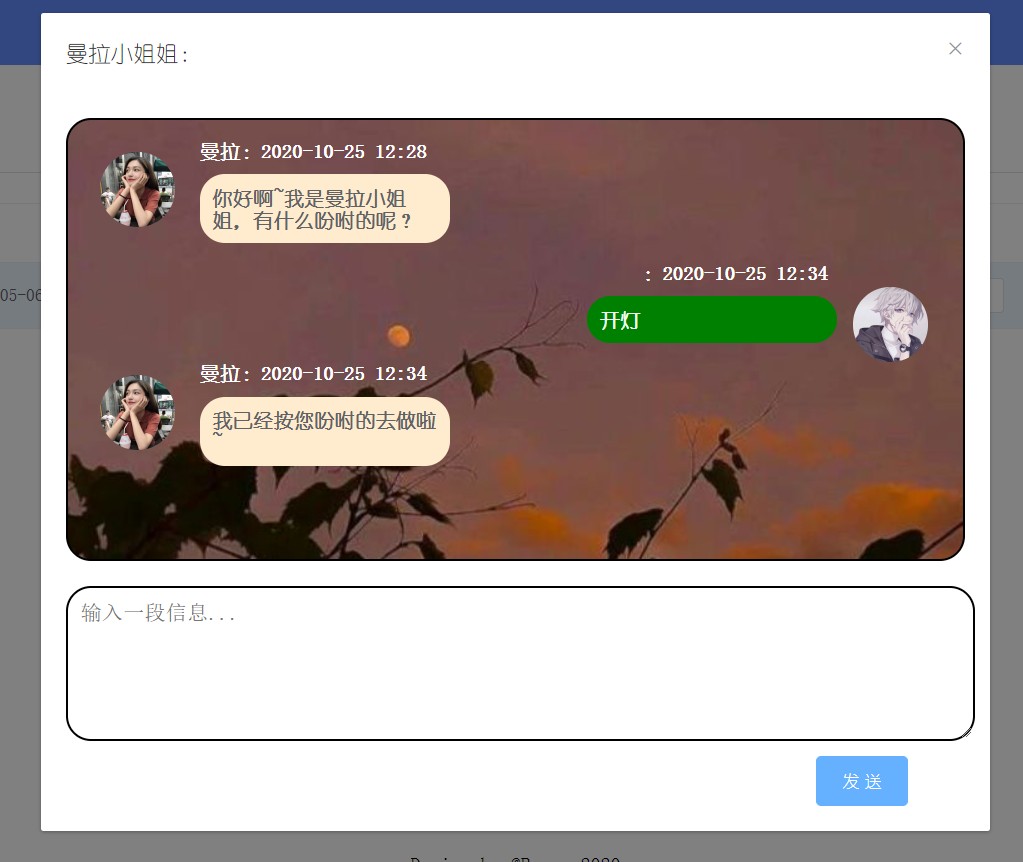 曼拉小姐姐:
×
曼拉: 2020-10-25 12:28
你好啊~我是曼拉小姐
姐，有什么吩咐的呢？
: 2020-10-25 12:34
开灯
曼拉: 2020-10-25 12:34
我已经按您吩咐的去做啦
~
05-06
输入一段信息...
发 送
2020